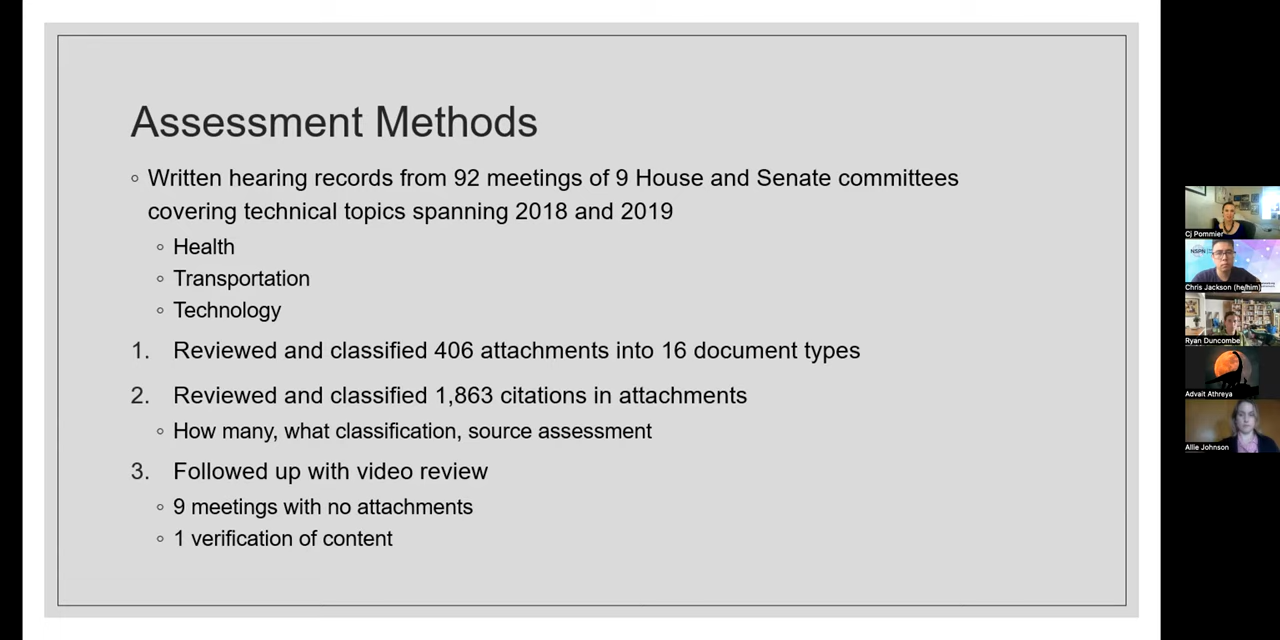 Assessment Methods
◦ Written hearing records from 92 meetings of 9 House and Senate committees
covering technical topics spanning 2018 and 2019
◦ Health
◦ Transportation
◦ Technology
1. Reviewed and classified 406 attachments into 16 document types
2. Reviewed and classified 1,863 citations in attachments
◦ How many, what classification, source assessment
3. Followed up with video review
◦ 9 meetings with no attachments
◦ 1 verification of content
Cj Pommier
NSPN
Chris Jackson (he/him)
Ryan Duncombe
Advait Athreya
Allie Johnson